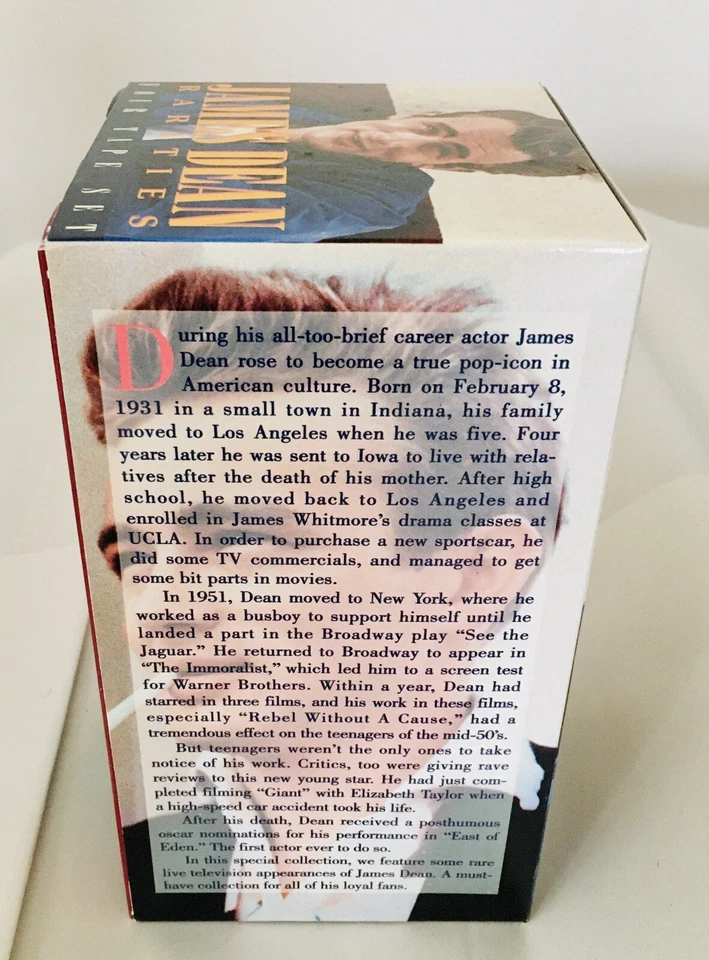 JAMES DEAN
RARITIES
FOUR TAPE SET
During his all-too-brief career actor James
Dean rose to become a true pop-icon in
American culture. Born on February 8,
1931 in a small town in Indiana, his family
moved to Los Angeles when he was five. Four
years later he was sent to Iowa to live with rela-
tives after the death of his mother. After high
school, he moved back to Los Angeles and
enrolled in James Whitmore's drama classes at
UCLA. In order to purchase a new sportscar, he
did some TV commercials, and managed to get
some bit parts in movies.
In 1951, Dean moved to New York, where he
worked as a busboy to support himself until he
landed a part in the Broadway play “See the
Jaguar.” He returned to Broadway to appear in
“The Immoralist,” which led him to a screen test
for Warner Brothers. Within a year, Dean had
starred in three films, and his work in these films,
especially “Rebel Without A Cause,” had a
tremendous effect on the teenagers of the mid-50's.
But teenagers weren't the only ones to take
notice of his work. Critics, too were giving rave
reviews to this new young star. He had just com-
pleted filming “Giant” with Elizabeth Taylor when
a high-speed car accident took his life.
After his death, Dean received a posthumous
oscar nominations for his performance in “East of
Eden.” The first actor ever to do so.
In this special collection, we feature some rare
live television appearances of James Dean. A must-
have collection for all of his loyal fans.